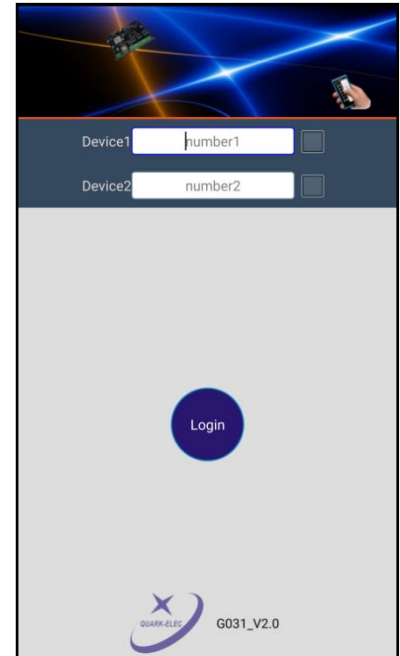 Device1 number1
Device2 number2
Login
QUARK-ELEC
G031_V2.0